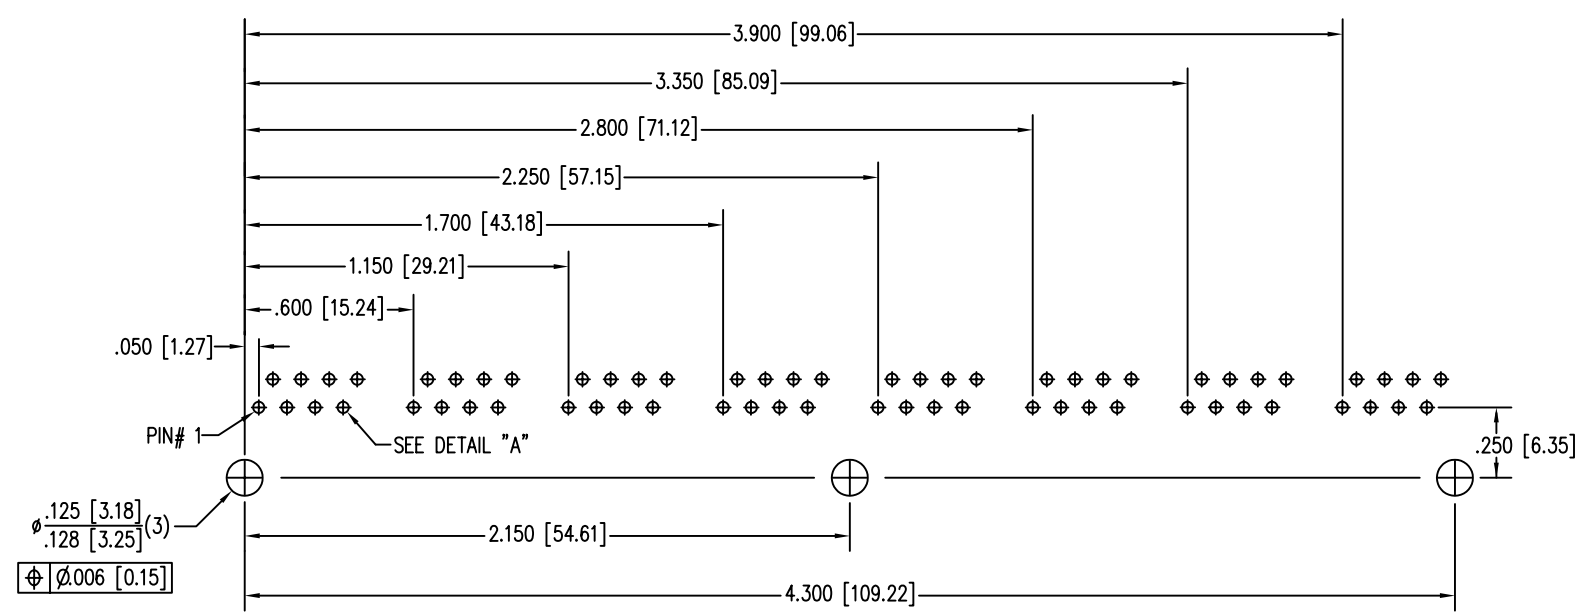 3.900 [99.06]
3.350 [85.09]
2.800 [71.12]
2.250 [57.15]
1.700 [43.18]
1.150 [29.21]
.600 [15.24]
.050 [1.27]
PIN# 1
SEE DETAIL "A"
.250 [6.35]
⌀ .125 [3.18]
.128 [3.25] (3)
2.150 [54.61]
⌖ ⌀.006 [0.15]
4.300 [109.22]